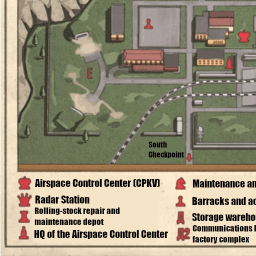 E
South
Checkpoint
Airspace Control Center (CPKV)
Radar Station
Rolling-stock repair and
maintenance depot
HQ of the Airspace Control Center
Maintenance an
Barracks and ac
Storage wareho
Communications
factory complex